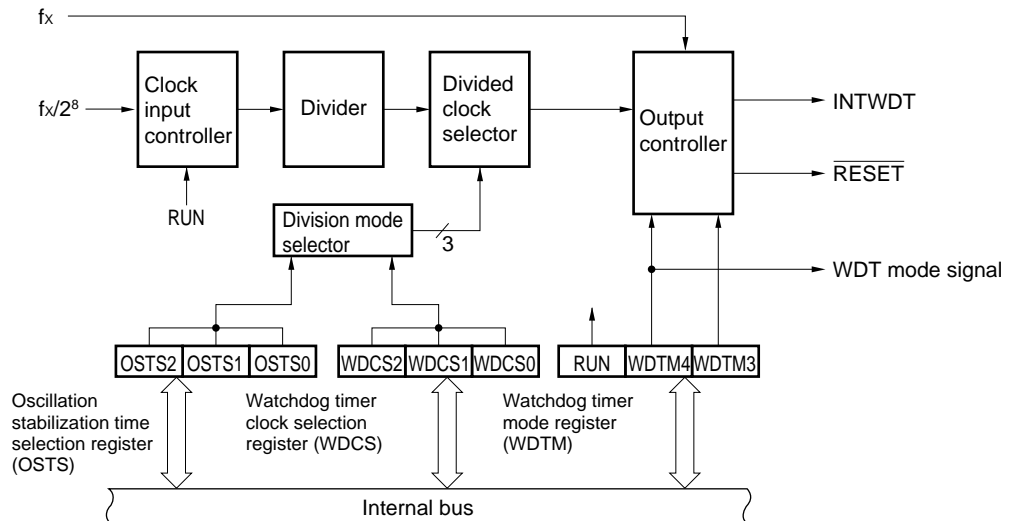 fX
fX/2⁸
Clock
input
controller
Divider
Divided
clock
selector
Output
controller
INTWDT
RESET
RUN
Division mode
selector
3
WDT mode signal
OSTS2 OSTS1 OSTS0
WDCS2 WDCS1 WDCS0
RUN WDTM4 WDTM3
Oscillation
stabilization time
selection register
(OSTS)
Watchdog timer
clock selection
register (WDCS)
Watchdog timer
mode register
(WDTM)
Internal bus